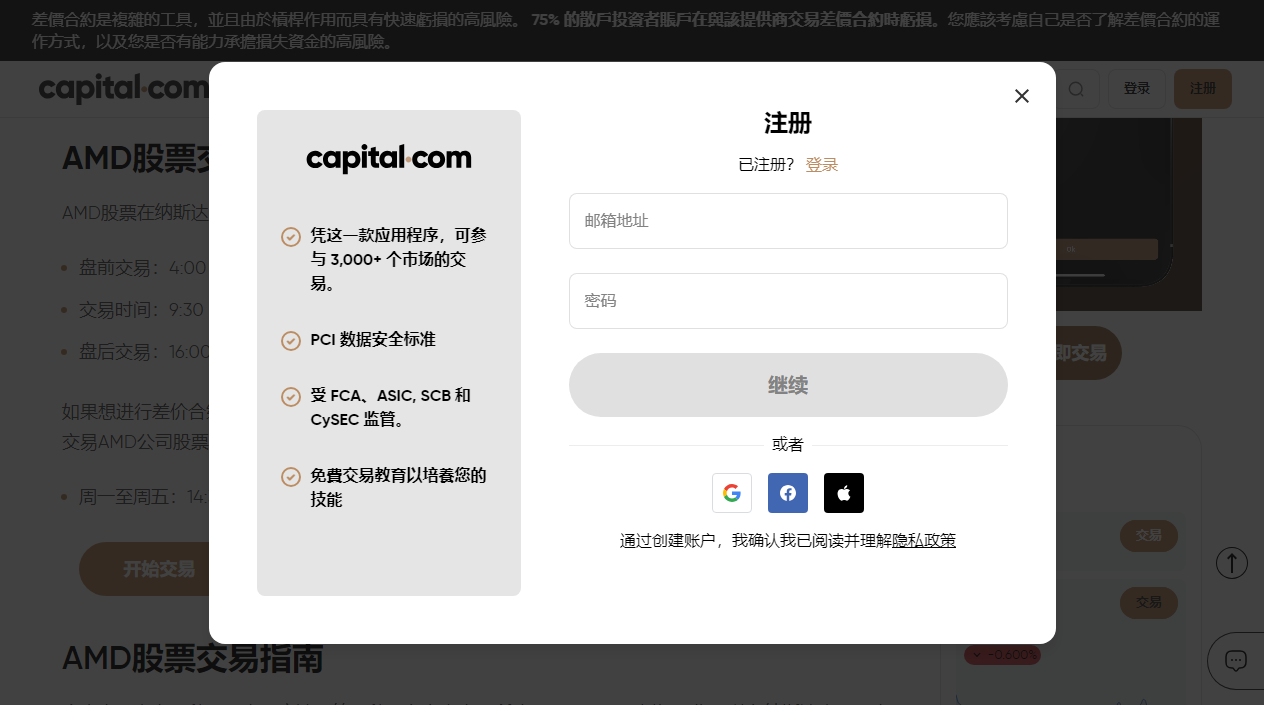 差價合約是複雜的工具，並且由於槓桿作用而具有快速虧損的高風險。 75% 的散戶投資者賬戶在與該提供商交易差價合約時虧損。您應該考慮自己是否了解差價合約的運
作方式，以及您是否有能力承擔損失資金的高風險。
capital.com
登录
注册
AMD股票交
AMD股票在纳斯达
盘前交易：4:00
交易时间：9:30
盘后交易：16:00
如果想进行差价合
交易AMD公司股票
周一至周五：14:
开始交易
AMD股票交易指南
capital.com
凭这一款应用程序，可参
与 3,000+ 个市场的交
易。
PCI 数据安全标准
受 FCA、ASIC, SCB 和
CySEC 监管。
免費交易教育以培養您的
技能
注册
已注册？ 登录
邮箱地址
密码
继续
或者
通过创建账户，我确认我已阅读并理解隐私政策
Ok
即交易
交易
交易
-0.600%